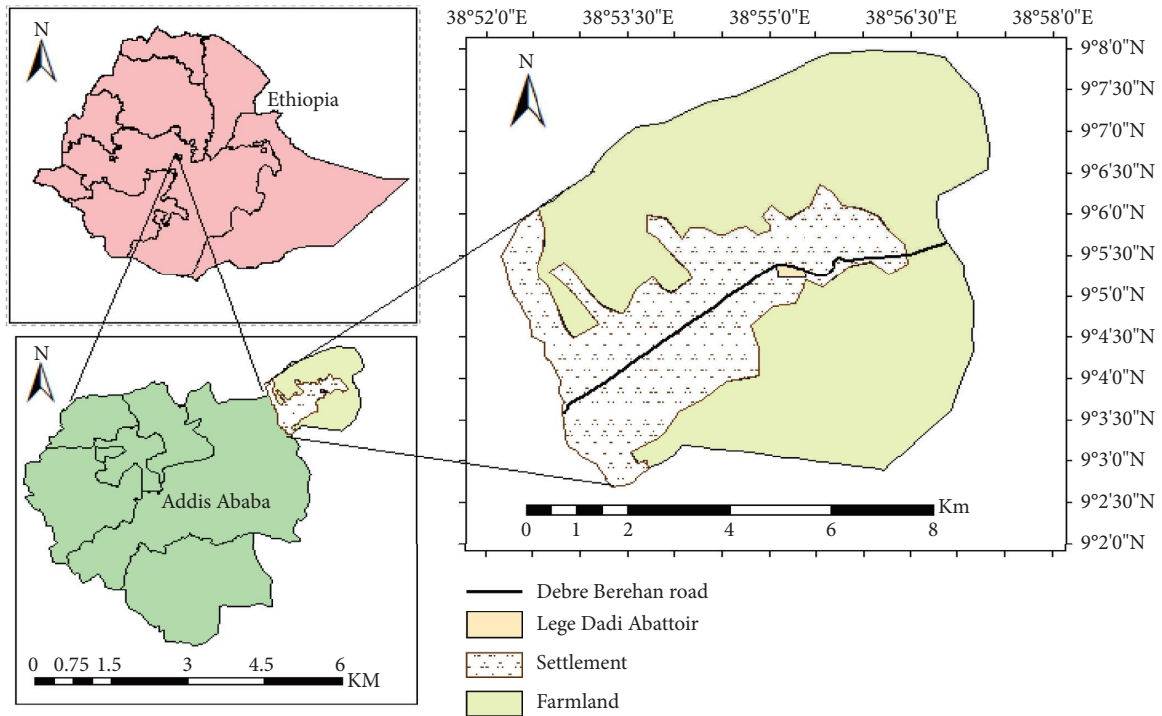 N
Ethiopia
N
Addis Ababa
0 0.75 1.5 3 4.5 6
KM
38°52'0"E 38°53'30"E 38°55'0"E 38°56'30"E 38°58'0"E
N
9°8'0"N
9°7'30"N
9°7'0"N
9°6'30"N
9°6'0"N
9°5'30"N
9°5'0"N
9°4'30"N
9°4'0"N
9°3'30"N
9°3'0"N
9°2'30"N
9°2'0"N
Km
0 1 2 4 6 8
Debre Berehan road
Lege Dadi Abattoir
Settlement
Farmland